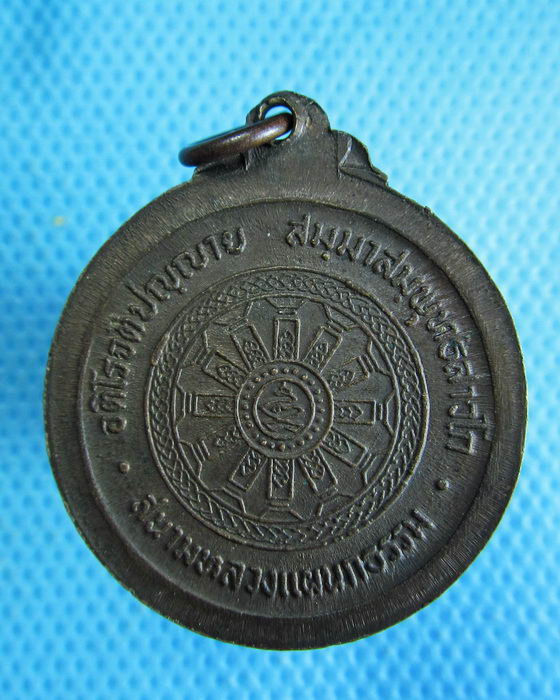 อติโรจติปญฺญาย สมฺมาสมฺพุทฺธสาวโก
สนามหลวงแผนกธรรม